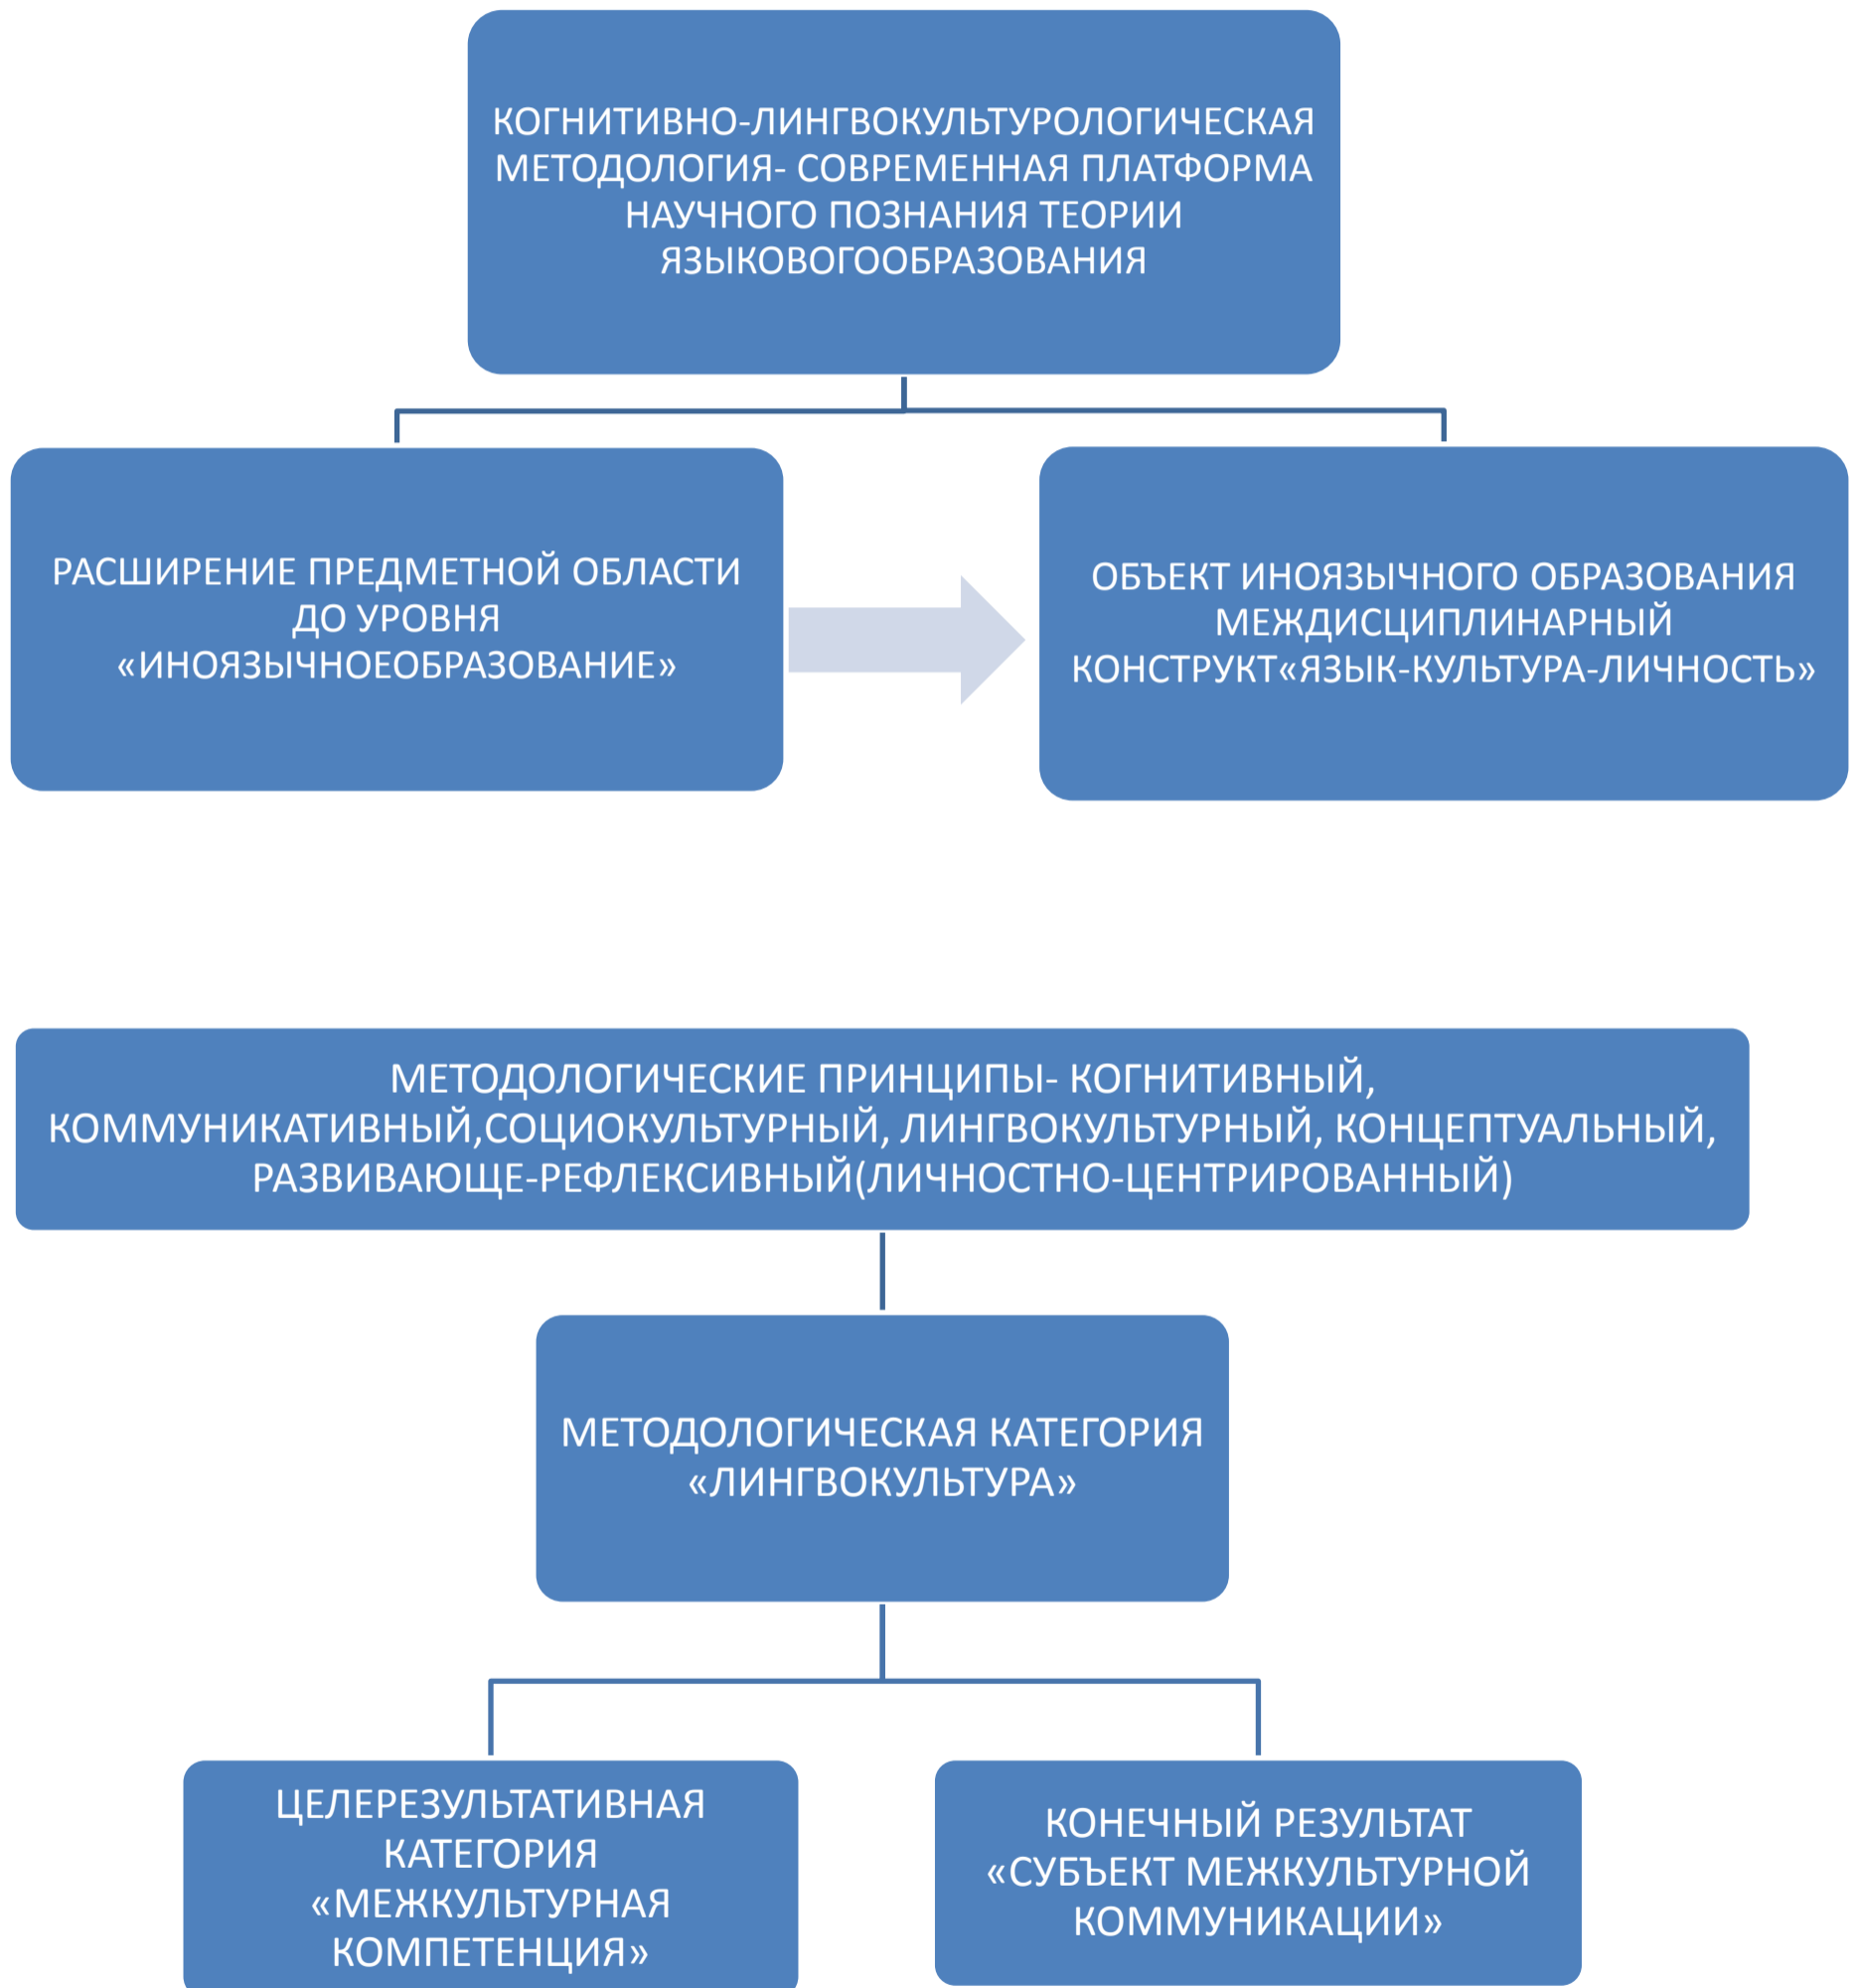 КОГНИТИВНО-ЛИНГВОКУЛЬТУРОЛОГИЧЕСКАЯ
МЕТОДОЛОГИЯ- СОВРЕМЕННАЯ ПЛАТФОРМА
НАУЧНОГО ПОЗНАНИЯ ТЕОРИИ
ЯЗЫКОВОГООБРАЗОВАНИЯ
РАСШИРЕНИЕ ПРЕДМЕТНОЙ ОБЛАСТИ
ДО УРОВНЯ
«ИНОЯЗЫЧНОЕОБРАЗОВАНИЕ»
ОБЪЕКТ ИНОЯЗЫЧНОГО ОБРАЗОВАНИЯ
МЕЖДИСЦИПЛИНАРНЫЙ
КОНСТРУКТ«ЯЗЫК-КУЛЬТУРА-ЛИЧНОСТЬ»
МЕТОДОЛОГИЧЕСКИЕ ПРИНЦИПЫ- КОГНИТИВНЫЙ,
КОММУНИКАТИВНЫЙ,СОЦИОКУЛЬТУРНЫЙ, ЛИНГВОКУЛЬТУРНЫЙ, КОНЦЕПТУАЛЬНЫЙ,
РАЗВИВАЮЩЕ-РЕФЛЕКСИВНЫЙ(ЛИЧНОСТНО-ЦЕНТРИРОВАННЫЙ)
МЕТОДОЛОГИЧЕСКАЯ КАТЕГОРИЯ
«ЛИНГВОКУЛЬТУРА»
ЦЕЛЕРЕЕЗУЛЬТАТИВНАЯ
КАТЕГОРИЯ
«МЕЖКУЛЬТУРНАЯ
КОМПЕТЕНЦИЯ»
КОНЕЧНЫЙ РЕЗУЛЬТАТ
«СУБЪЕКТ МЕЖКУЛЬТУРНОЙ
КОММУНИКАЦИИ»